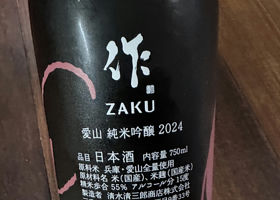 作
ZAKU
愛山 純米吟醸 2024
品目 日本酒 内容量 750ml
原料米 兵庫・愛山全量使用
原材料名 米(国産)、米麹(国産米)
精米歩合 55% アルコール分 15度
製造者 清水清三郎商店株式会社